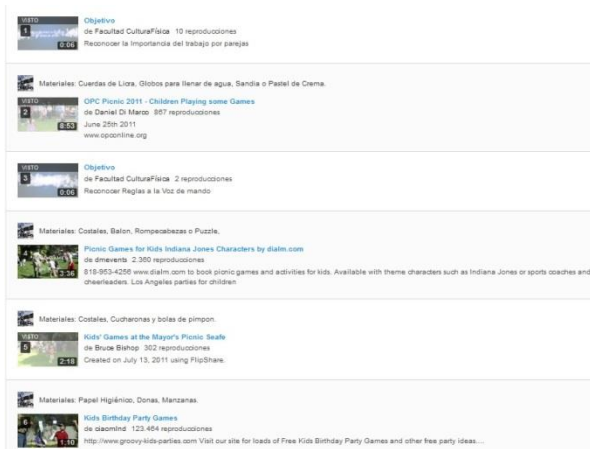 VISTO
1
0:06
Objetivo
de Facultad CulturaFísica 10 reproducciones
Reconocer la Importancia del trabajo por parejas
Materiales: Cuerdas de Licra, Globos para llenar de agua, Sandia o Pastel de Crema.
VISTO
2
8:53
OPC Picnic 2011 - Children Playing some Games
de Daniel Di Marco 867 reproducciones
June 25th 2011
www.opconline.org
VISTO
3
0:06
Objetivo
de Facultad CulturaFísica 2 reproducciones
Reconocer Reglas a la Voz de mando
Materiales: Costales, Balon, Rompecabezas o Puzzle,
3:36
Picnic Games for Kids Indiana Jones Characters by dialm.com
de dmevents 2.360 reproducciones
818-953-4256 www.dialm.com to book picnic games and activities for kids. Available with theme characters such as Indiana Jones or sports coaches and
cheerleaders. Los Angeles parties for children
Materiales: Costales, Cucharonas y bolas de pimpon.
VISTO
5
2:18
Kids' Games at the Mayor's Picnic Seafe
de Bruce Bishop 302 reproducciones
Created on July 13, 2011 using FlipShare.
Materiales: Papel Higiénico, Donas, Manzanas.
6
1:10
Kids Birthday Party Games
de ciaomlnd 123.464 reproducciones
http://www.groovy-kids-parties.com Visit our site for loads of Free Kids Birthday Party Games and other free party ideas....